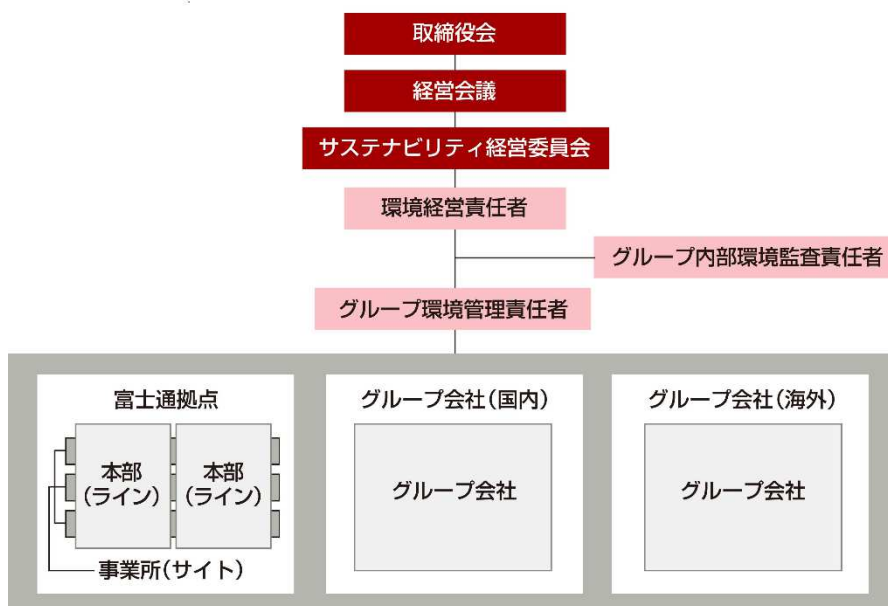 取締役会
経営会議
サステナビリティ経営委員会
環境経営責任者
グループ内部環境監査責任者
グループ環境管理責任者
富士通拠点
本部
(ライン)
本部
(ライン)
事業所(サイト)
グループ会社(国内)
グループ会社
グループ会社(海外)
グループ会社